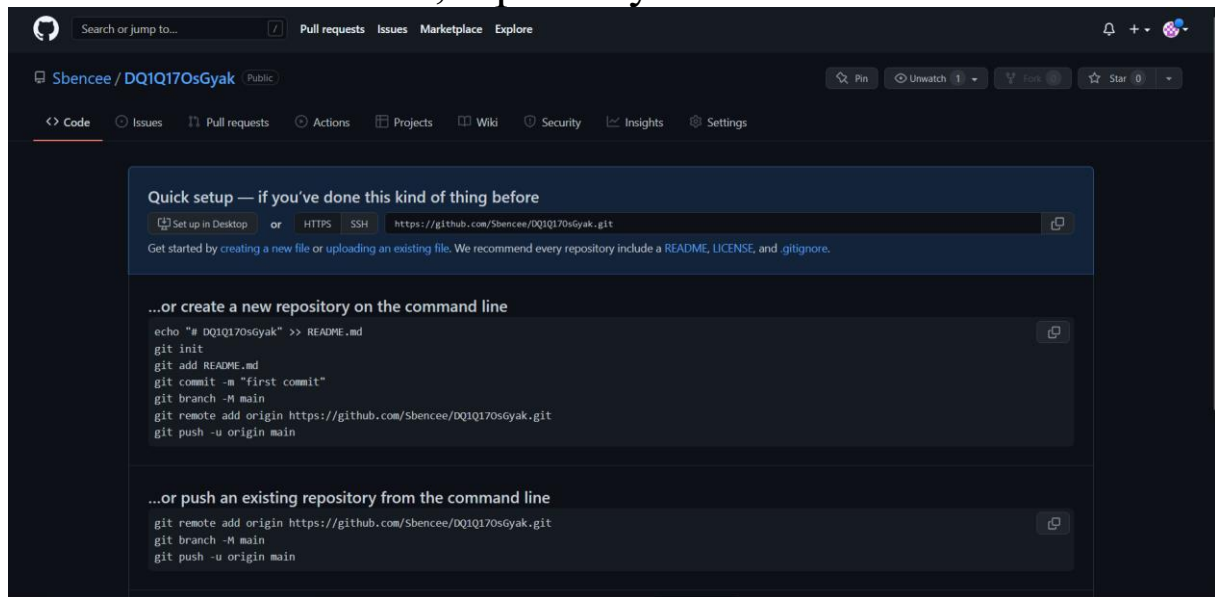 Search or jump to... /
Pull requests Issues Marketplace Explore
Sbencee / DQ1Q17OsGyak Public
Pin Unwatch 1 Fork 0 Star 0
Code Issues Pull requests Actions Projects Wiki Security Insights Settings
Quick setup — if you've done this kind of thing before
Set up in Desktop or HTTPS SSH https://github.com/Sbencee/DQ1Q17OsGyak.git
Get started by creating a new file or uploading an existing file. We recommend every repository include a README, LICENSE, and .gitignore.
...or create a new repository on the command line
echo "# DQ1Q17OsGyak" >> README.md
git init
git add README.md
git commit -m "first commit"
git branch -M main
git remote add origin https://github.com/Sbencee/DQ1Q17OsGyak.git
git push -u origin main
...or push an existing repository from the command line
git remote add origin https://github.com/Sbencee/DQ1Q17OsGyak.git
git branch -M main
git push -u origin main